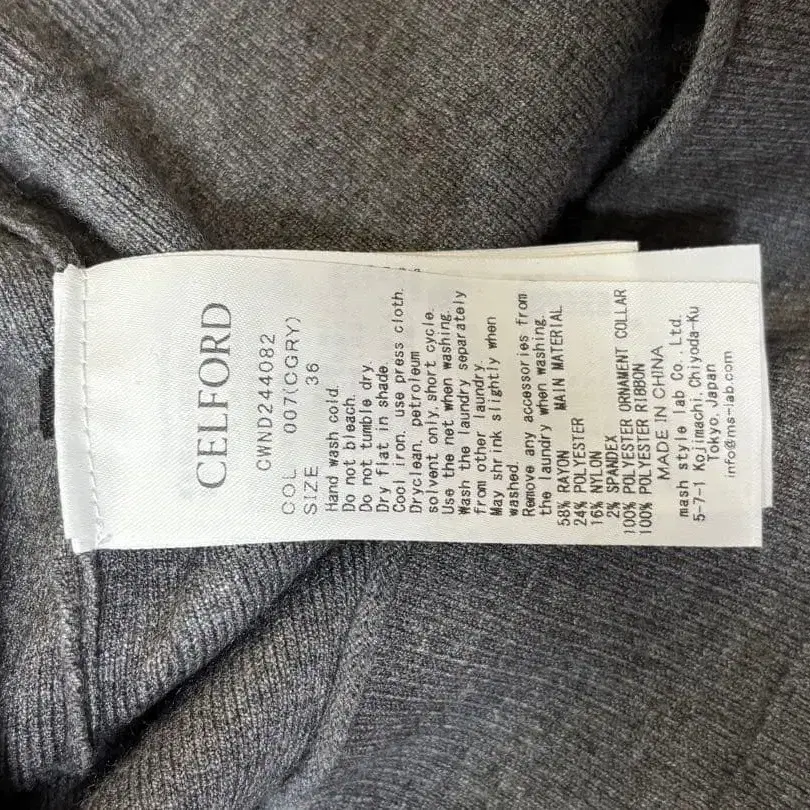 CELFORD
CWND244082
COL 007(CGRY)
SIZE 36
Hand wash cold.
Do not bleach.
Do not tumble dry.
Dry flat in shade.
Cool iron, use press cloth.
Dryclean, petroleum
solvent only, short cycle.
Use the net when washing.
Wash the laundry separately
from other laundry.
May shrink slightly when
washed.
Remove any accessories from
the laundry when washing.
58% RAYON MAIN MATERIAL
24% POLYESTER
16% NYLON
2% SPANDEX
100% POLYESTER ORNAMENT COLLAR
100% POLYESTER RIBBON
MADE IN CHINA
mash style lab Co., Ltd.
5-7-1 Kojimachi, Chiyoda-Ku
Tokyo, Japan
info@ms-lab.com